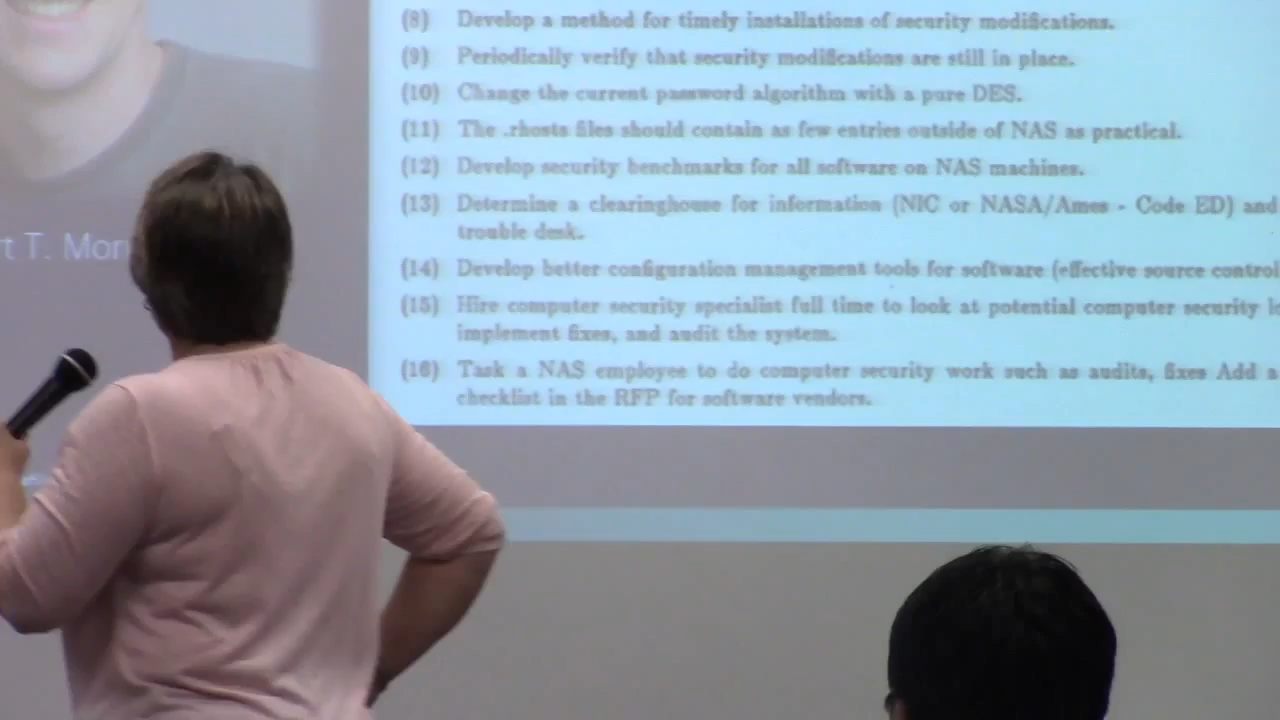 (8) Develop a method for timely installations of security modifications.
(9) Periodically verify that security modifications are still in place.
(10) Change the current password algorithm with a pure DES.
(11) The .rhosts files should contain as few entries outside of NAS as practical.
(12) Develop security benchmarks for all software on NAS machines.
(13) Determine a clearinghouse for information (NIC or NASA/Ames - Code ED) and
trouble desk.
(14) Develop better configuration management tools for software (effective source control
(15) Hire computer security specialist full time to look at potential computer security
implement fixes, and audit the system.
(16) Task a NAS employee to do computer security work such as audits, fixes Add a
checklist in the RFP for software vendors.
T. Mor